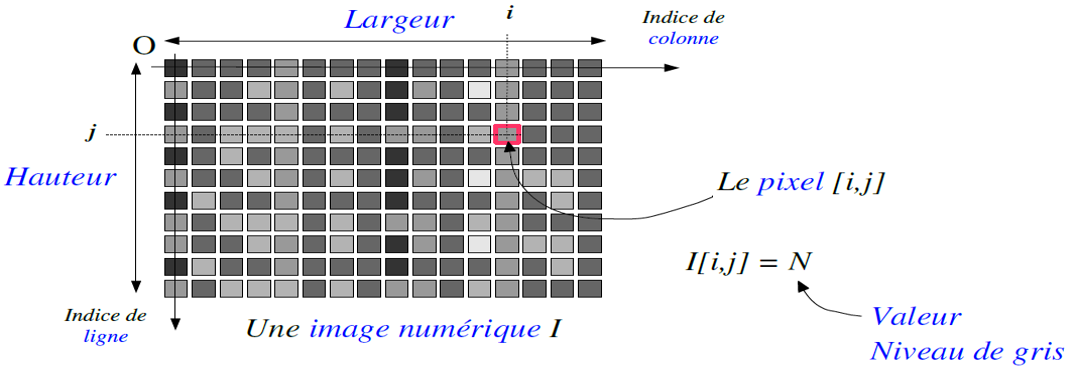 Largeur
i
Indice de
colonne
O
j
Hauteur
Le pixel [i,j]
I[i,j] = N
Indice de
ligne
Une image numérique I
Valeur
Niveau de gris